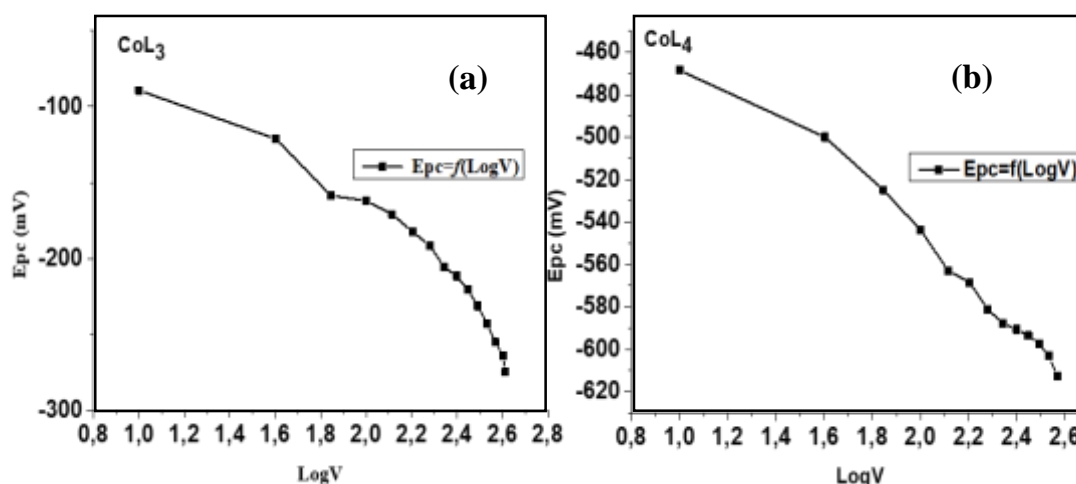 CoL3
(a)
Epc=f(LogV)
Epc (mV)
-100
-200
-300
0,8 1,0 1,2 1,4 1,6 1,8 2,0 2,2 2,4 2,6 2,8
LogV
CoL4
(b)
Epc=f(LogV)
Epc (mV)
-460
-480
-500
-520
-540
-560
-580
-600
-620
0,8 1,0 1,2 1,4 1,6 1,8 2,0 2,2 2,4 2,6
LogV